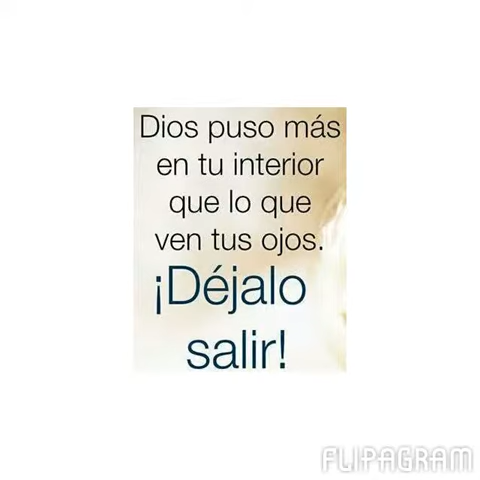 Dios puso más
en tu interior
que lo que
ven tus ojos.
¡Déjalo
salir!
FLIPAGRAM